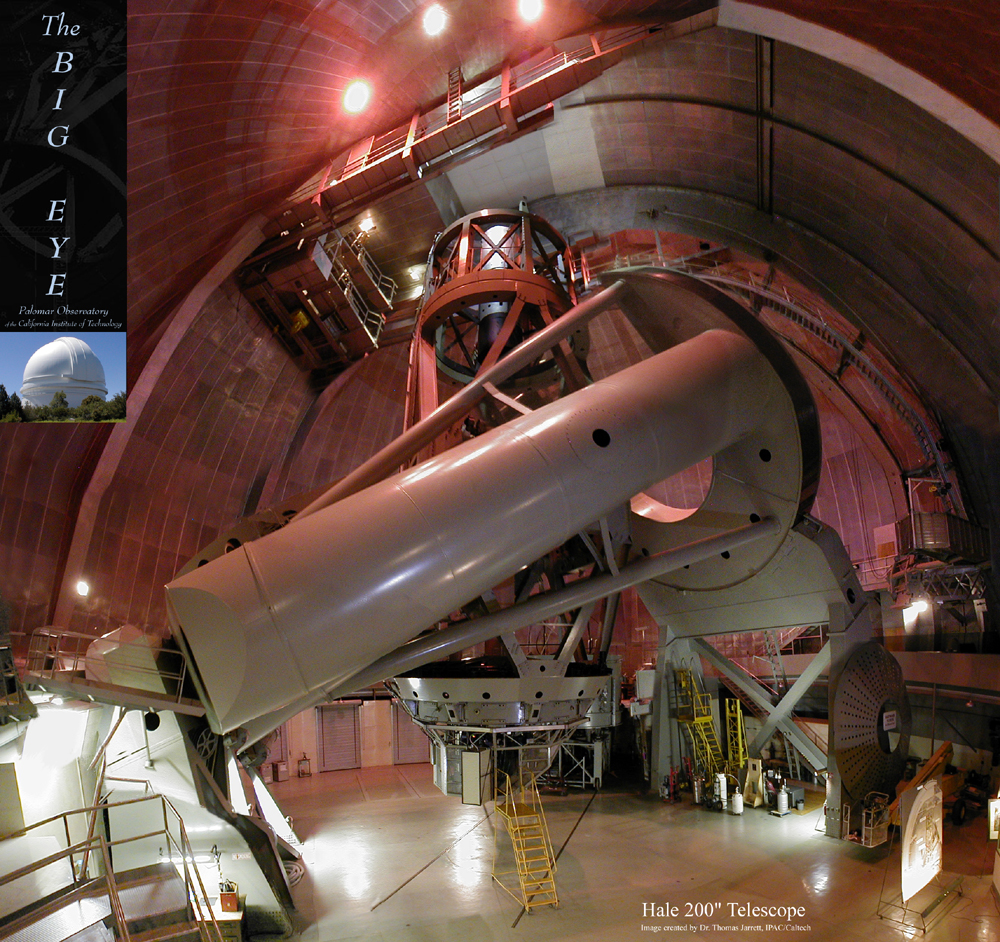 The
BIG
EYE
Palomar Observatory
of the California Institute of Technology
Hale 200" Telescope
Image created by Dr. Thomas Jarrett, IPAC/Caltech